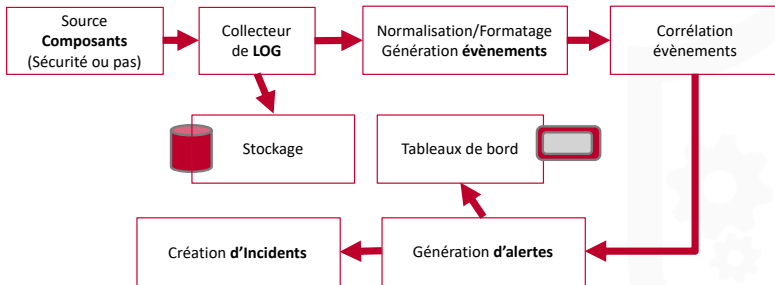 Source
Composants
(Sécurité ou pas)
Collecteur
de LOG
Normalisation/Formatage
Génération évènements
Corrélation
évènements
Stockage
Tableaux de bord
Création d'Incidents
Génération d'alertes